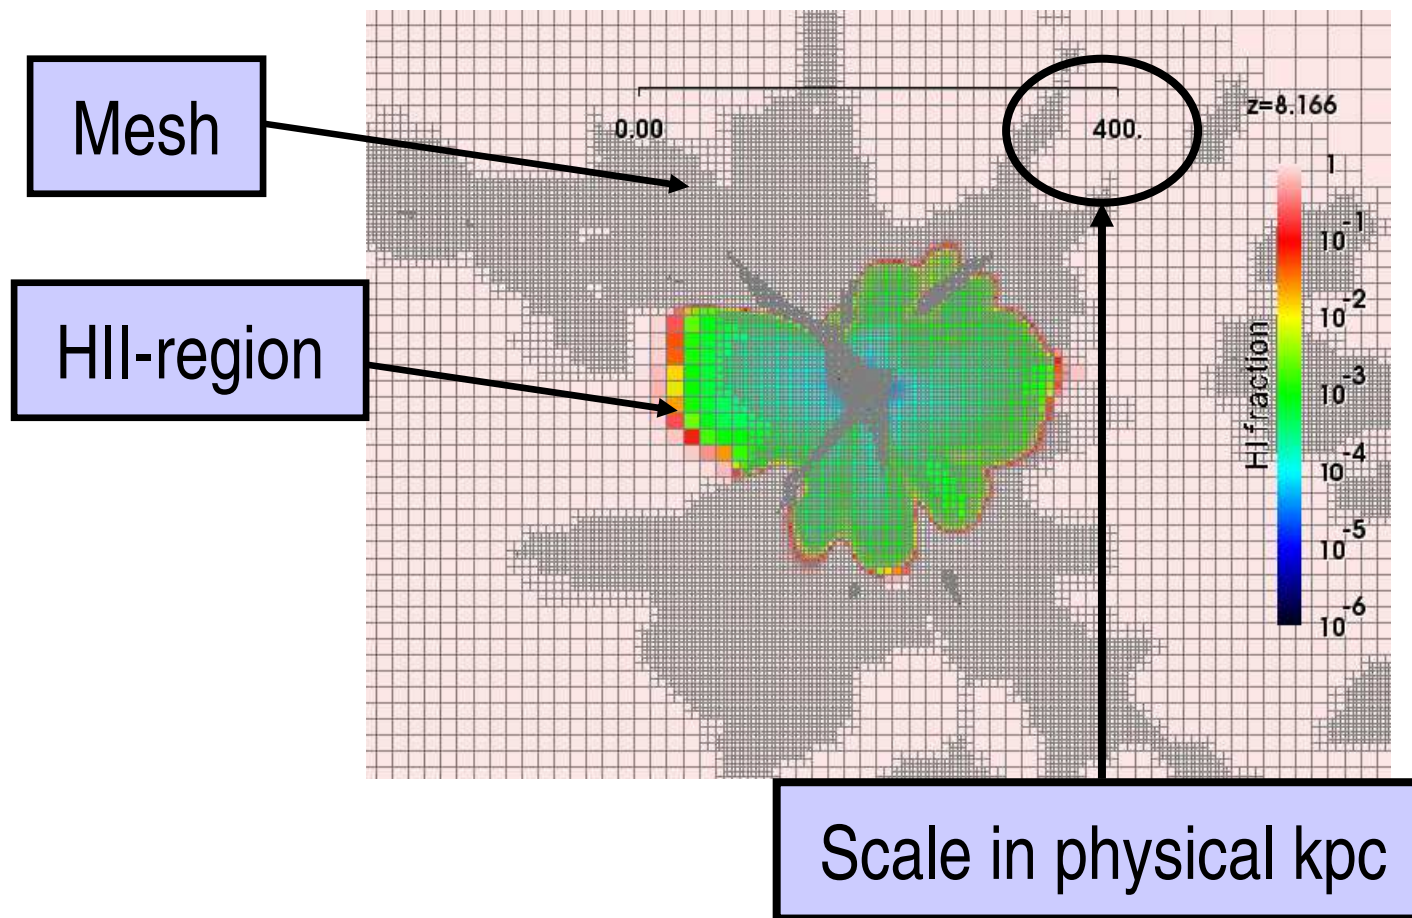 Mesh
HII-region
0.00
400.
z=8.166
1
10-1
10-2
10-3
10-4
10-5
10-6
HI fraction
Scale in physical kpc